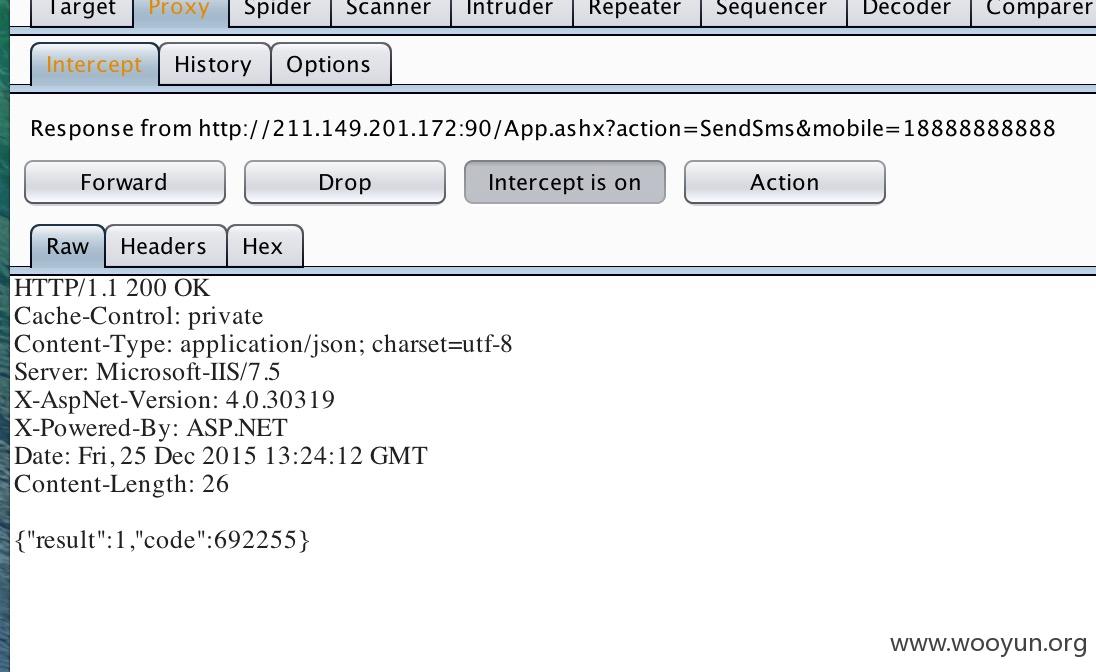 Target Proxy Spider Scanner Intruder Repeater Sequencer Decoder Comparer
Intercept History Options
Response from http://211.149.201.172:90/App.ashx?action=SendSms&mobile=18888888888
Forward Drop Intercept is on Action
Raw Headers Hex
HTTP/1.1 200 OK
Cache-Control: private
Content-Type: application/json; charset=utf-8
Server: Microsoft-IIS/7.5
X-AspNet-Version: 4.0.30319
X-Powered-By: ASP.NET
Date: Fri, 25 Dec 2015 13:24:12 GMT
Content-Length: 26
{"result":1,"code":692255}
www.wooyun.org